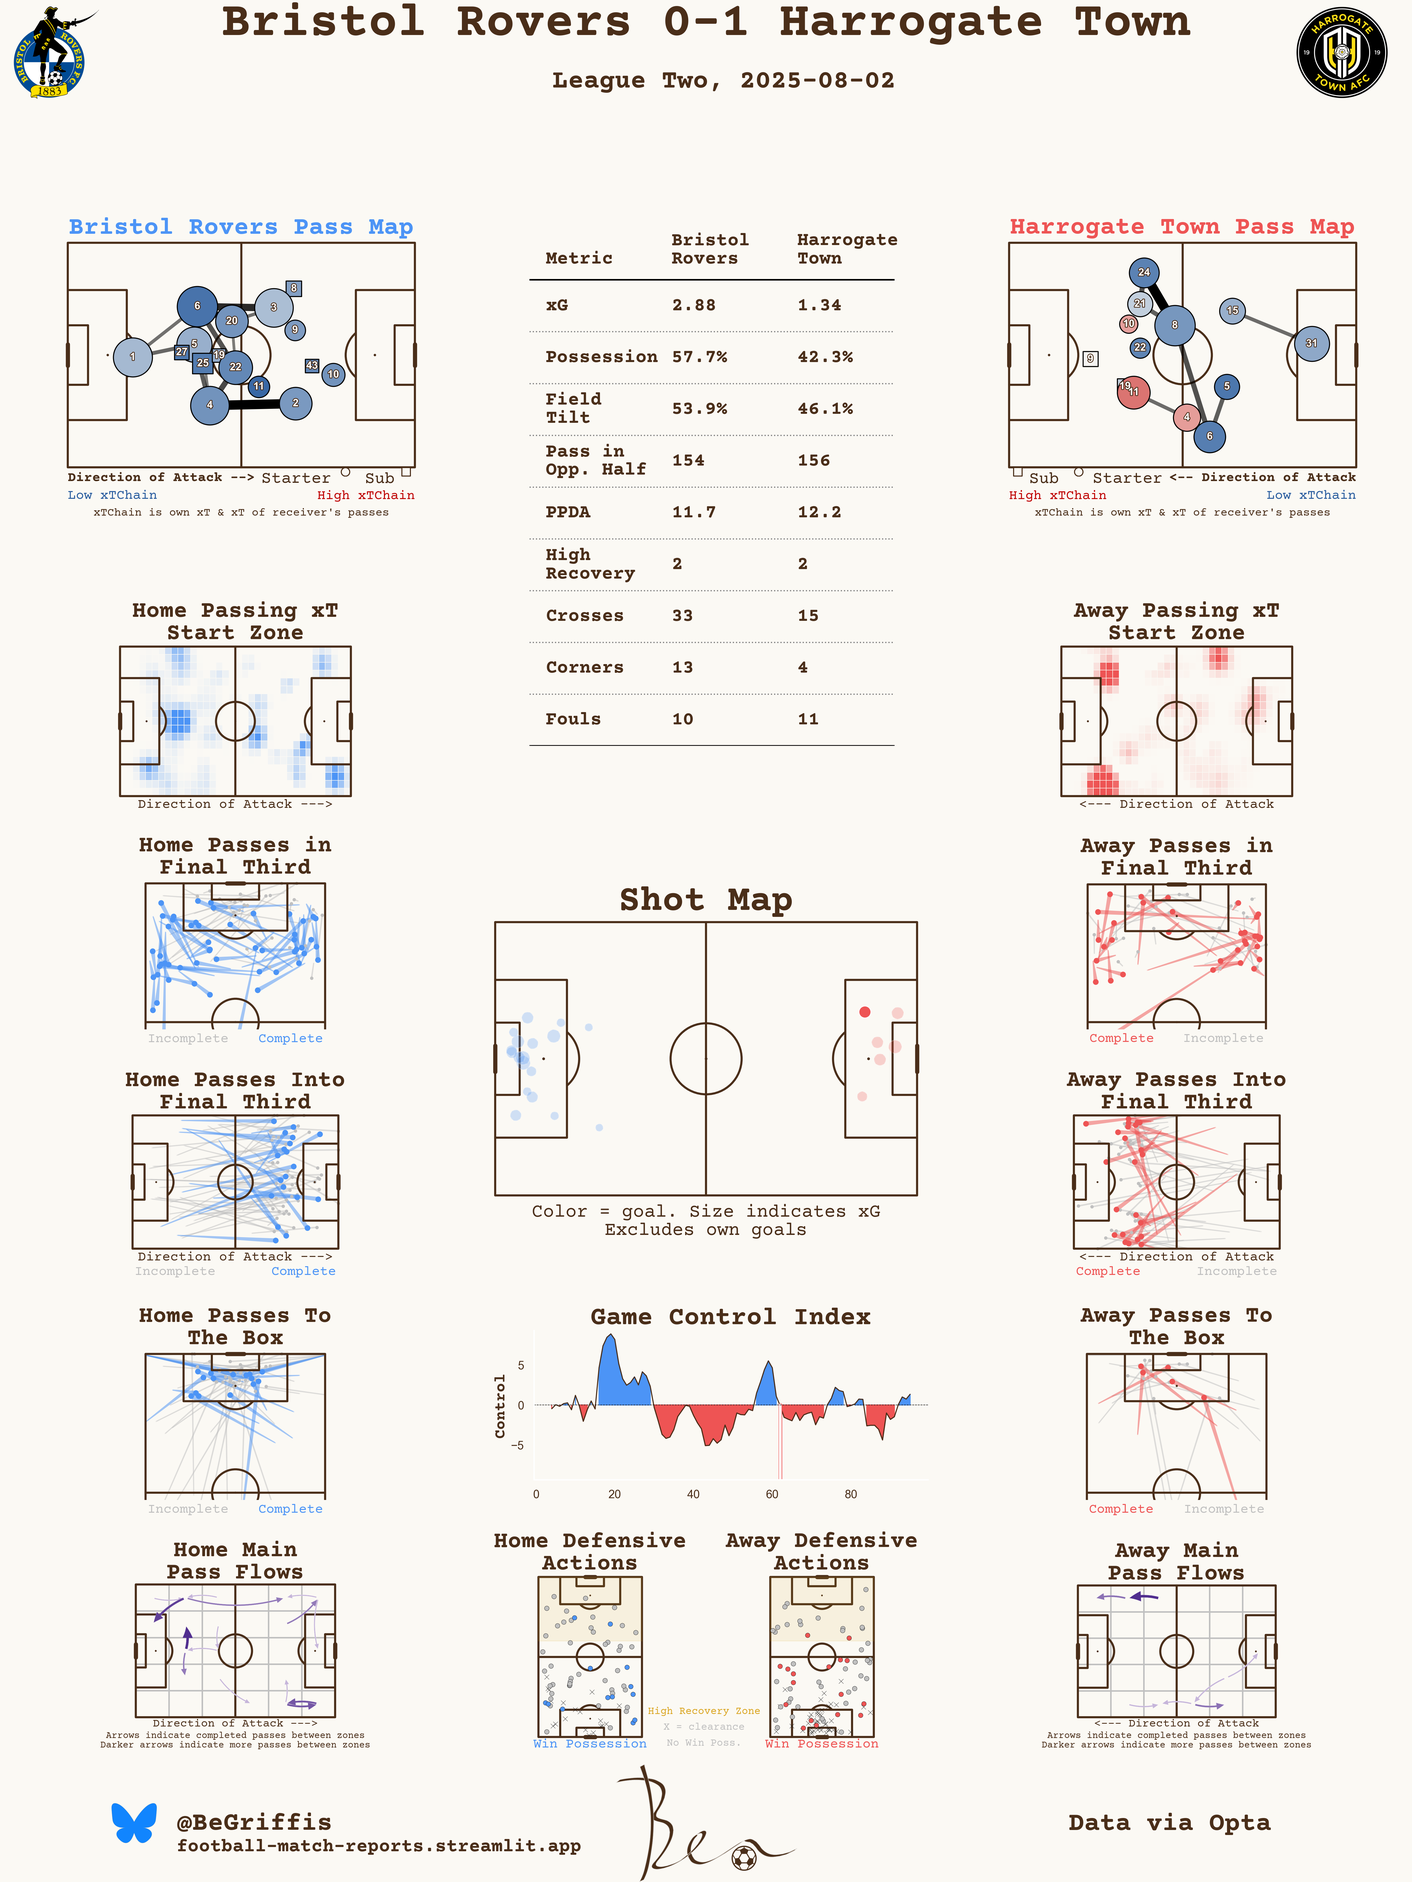 Bristol Rovers 0-1 Harrogate Town
League Two, 2025-08-02
BRISTOL ROVERS F.C.
1883
HARROGATE
19 19
TOWN AFC
Bristol Rovers Pass Map
6
3
8
20
9
5
27
19
1
25
22
43
10
11
4
2
Direction of Attack --> Starter Sub
Low xTChain High xTChain
xTChain is own xT & xT of receiver's passes
Metric Bristol Rovers Harrogate Town
xG 2.88 1.34
Possession 57.7% 42.3%
Field Tilt 53.9% 46.1%
Pass in Opp. Half 154 156
PPDA 11.7 12.2
High Recovery 2 2
Crosses 33 15
Corners 13 4
Fouls 10 11
Harrogate Town Pass Map
24
21
10
8
15
22
9
31
19
11
5
4
6
Sub Starter <-- Direction of Attack
High xTChain Low xTChain
xTChain is own xT & xT of receiver's passes
Home Passing xT
Start Zone
Direction of Attack --->
Away Passing xT
Start Zone
<--- Direction of Attack
Home Passes in
Final Third
Incomplete Complete
Shot Map
Color = goal. Size indicates xG
Excludes own goals
Away Passes in
Final Third
Complete Incomplete
Home Passes Into
Final Third
Direction of Attack --->
Incomplete Complete
Away Passes Into
Final Third
<--- Direction of Attack
Complete Incomplete
Home Passes To
The Box
Incomplete Complete
Game Control Index
Control
5
0
−5
0 20 40 60 80
Away Passes To
The Box
Complete Incomplete
Home Main
Pass Flows
Direction of Attack --->
Arrows indicate completed passes between zones
Darker arrows indicate more passes between zones
Home Defensive
Actions
Win Possession
High Recovery Zone
X = clearance
No Win Poss.
Away Defensive
Actions
Win Possession
Away Main
Pass Flows
<--- Direction of Attack
Arrows indicate completed passes between zones
Darker arrows indicate more passes between zones
@BeGriffis
football-match-reports.streamlit.app
Ben
Data via Opta